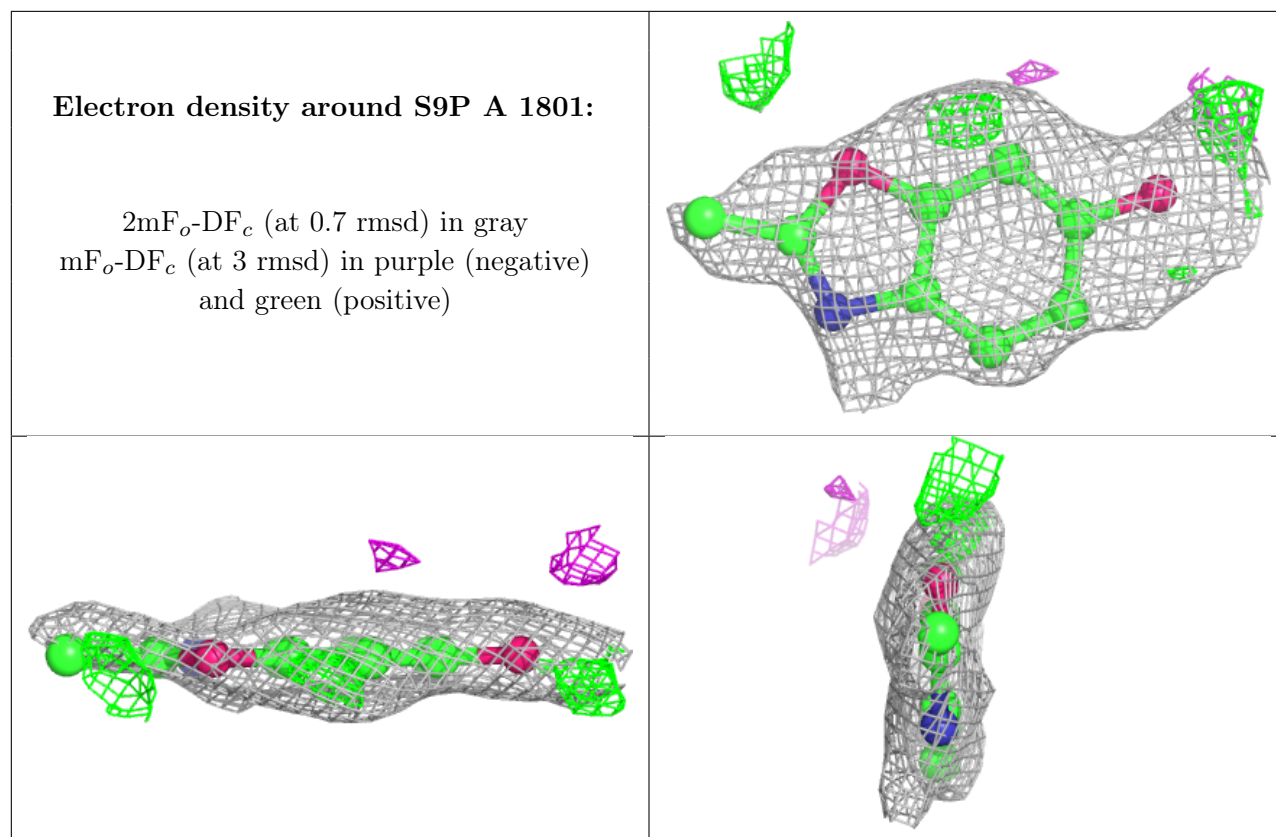 Electron density around S9P A 1801:
2mFₒ-DF𝒸 (at 0.7 rmsd) in gray
mFₒ-DF𝒸 (at 3 rmsd) in purple (negative)
and green (positive)